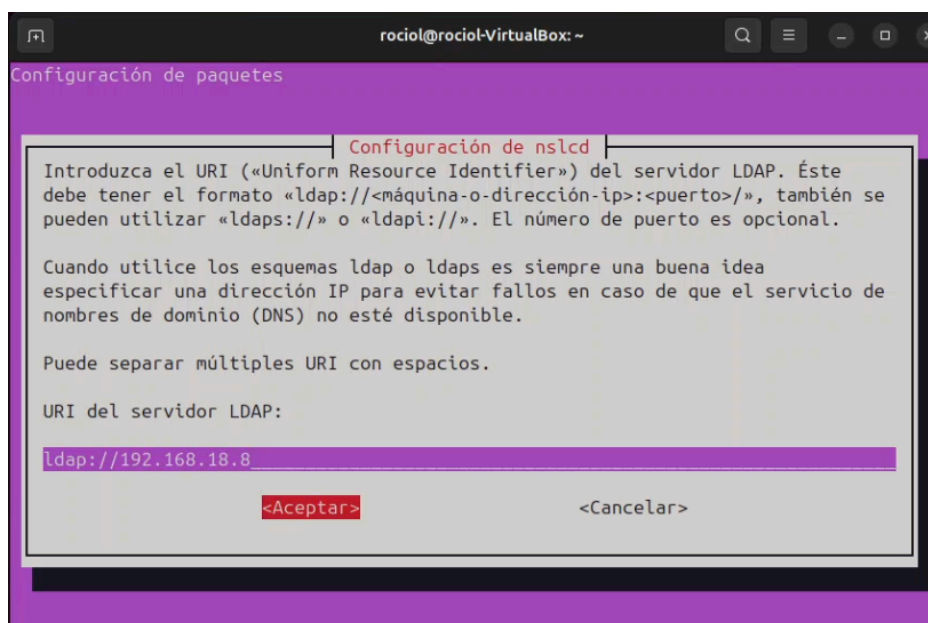 rociol@rociol-VirtualBox: ~
Configuración de paquetes
Configuración de nslcd
Introduzca el URI («Uniform Resource Identifier») del servidor LDAP. Éste
debe tener el formato «ldap://<máquina-o-dirección-ip>:<puerto>/», también se
pueden utilizar «ldaps://» o «ldapi://». El número de puerto es opcional.
Cuando utilice los esquemas ldap o ldaps es siempre una buena idea
especificar una dirección IP para evitar fallos en caso de que el servicio de
nombres de dominio (DNS) no esté disponible.
Puede separar múltiples URI con espacios.
URI del servidor LDAP:
ldap://192.168.18.8
<Aceptar> <Cancelar>